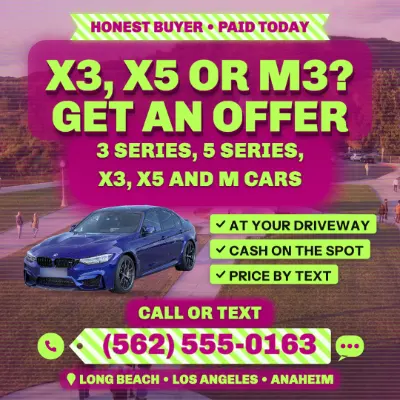 HONEST BUYER • PAID TODAY
X3, X5 OR M3?
GET AN OFFER
3 SERIES, 5 SERIES,
X3, X5 AND M CARS
✓ AT YOUR DRIVEWAY
✓ CASH ON THE SPOT
✓ PRICE BY TEXT
CALL OR TEXT
(562) 555-0163
LONG BEACH • LOS ANGELES • ANAHEIM